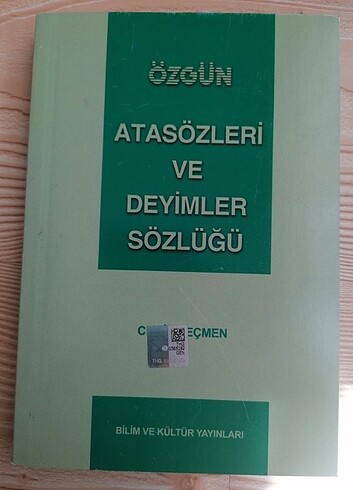 ÖZGÜN
ATASÖZLERİ
VE
DEYİMLER
SÖZLÜĞÜ
BİLİM VE KÜLTÜR YAYINLARI